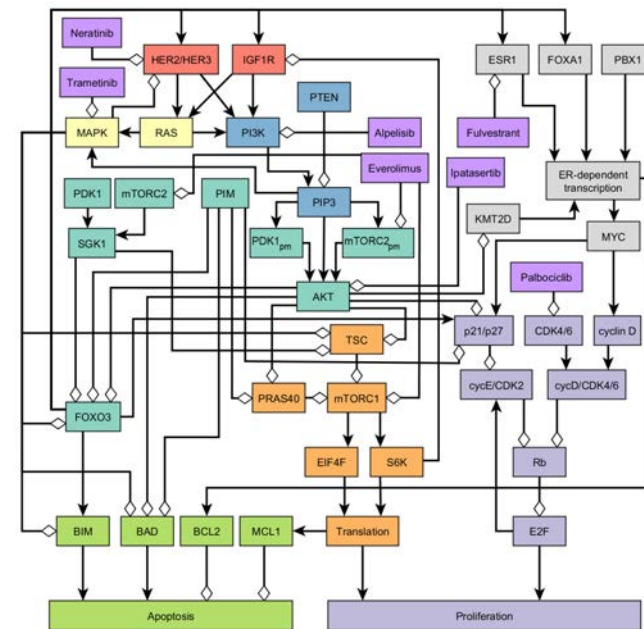 Neratinib
HER2/HER3
IGF1R
ESR1
FOXA1
PBX1
Trametinib
PTEN
MAPK
RAS
PI3K
Alpelisib
Fulvestrant
Everolimus
Ipatasertib
ER-dependent
transcription
PDK1
mTORC2
PIM
PIP3
KMT2D
MYC
SGK1
PDK1pm
mTORC2pm
Palbociclib
AKT
TSC
p21/p27
CDK4/6
cyclin D
PRAS40
mTORC1
cycE/CDK2
cycD/CDK4/6
FOXO3
EIF4F
S6K
Rb
BIM
BAD
BCL2
MCL1
Translation
E2F
Apoptosis
Proliferation